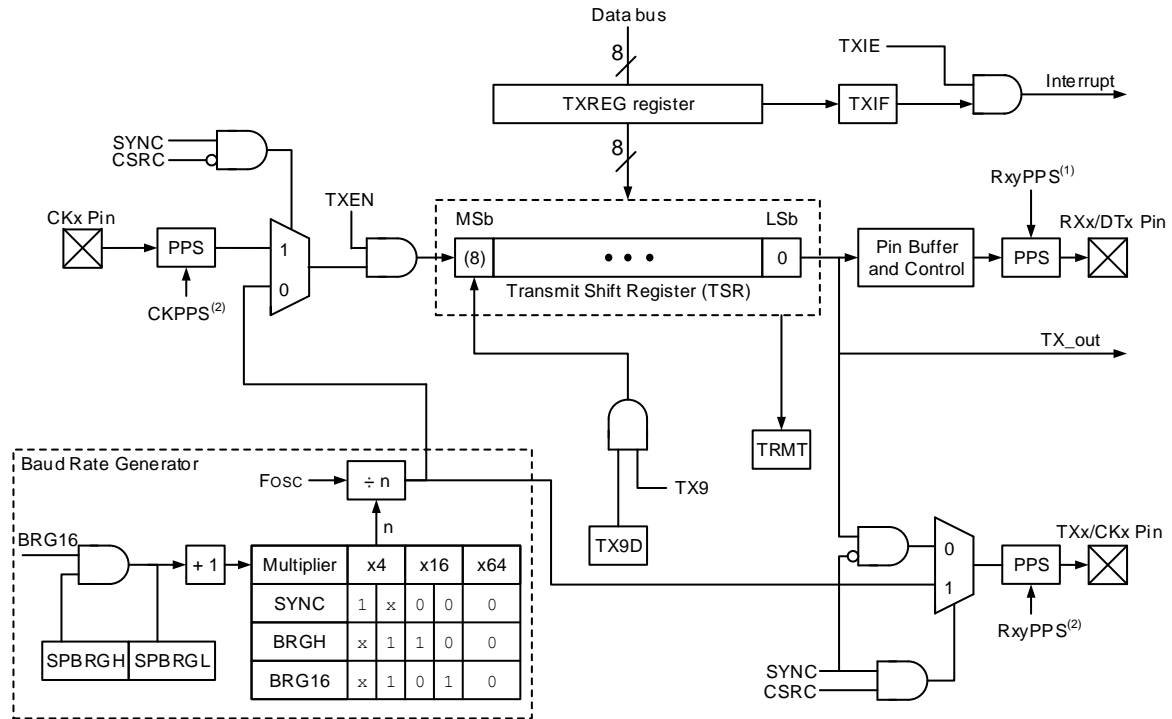 Data bus
8
TXIE
Interrupt
TXREG register
TXIF
SYNC
CSRC
8
RxyPPS(1)
TXEN
CKx Pin
MSb
LSb
RXx/DTx Pin
PPS
1
(8)
• • •
0
Pin Buffer
and Control
PPS
0
Transmit Shift Register (TSR)
CKPPS(2)
TX_out
Baud Rate Generator
FOSC
÷ n
TRMT
TX9
n
BRG16
TX9D
TXx/CKx Pin
+ 1
Multiplier x4 x16 x64
0
PPS
SYNC 1 x 0 0 0
1
BRGH x 1 1 0 0
RxyPPS(2)
SPBRGH SPBRGL
BRG16 x 1 0 1 0
SYNC
CSRC